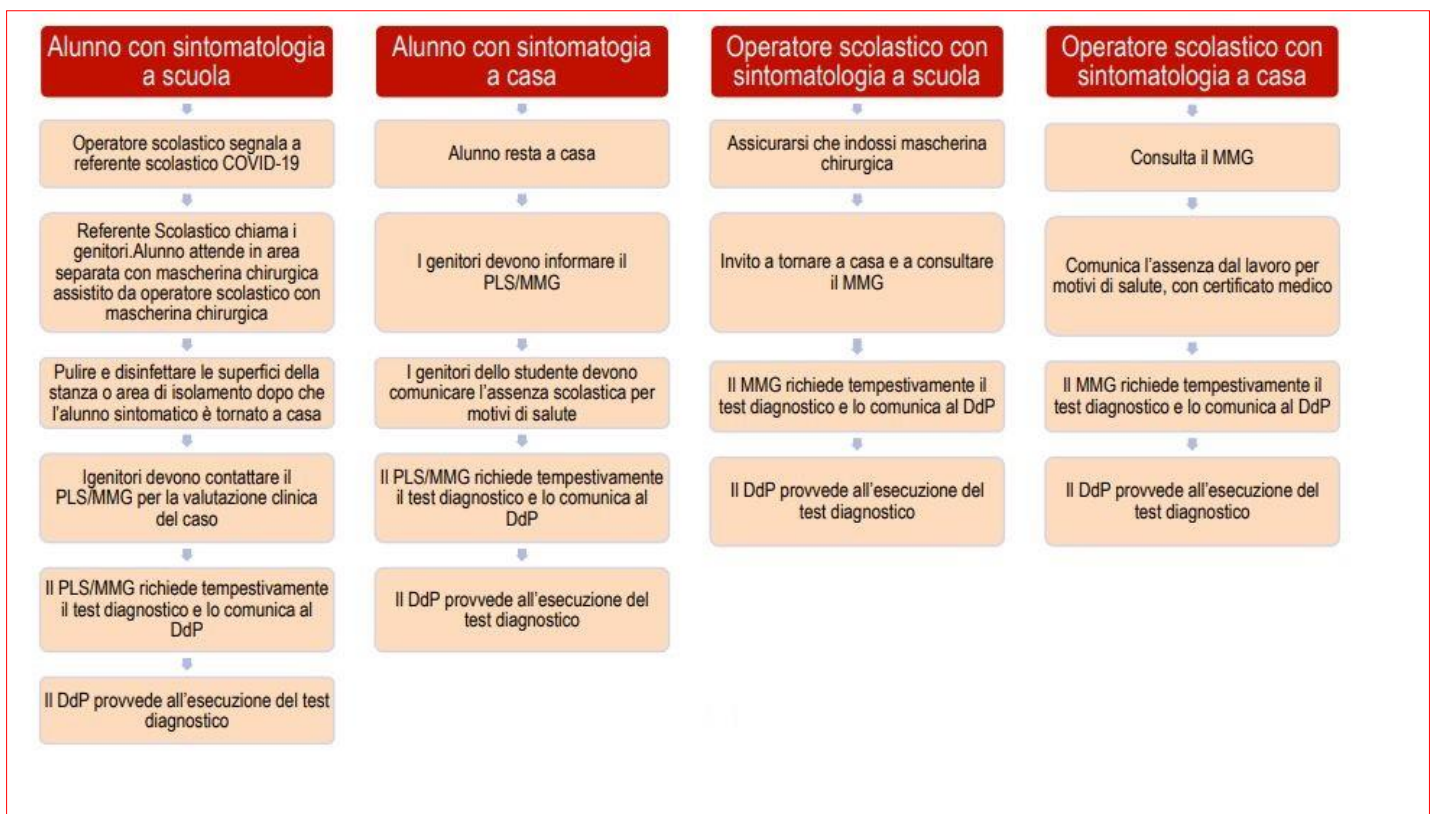 Alunno con sintomatologia
a scuola
Operatore scolastico segnala a
referente scolastico COVID-19
Referente Scolastico chiama i
genitori.Alunno attende in area
separata con mascherina chirurgica
assistito da operatore scolastico con
mascherina chirurgica
Pulire e disinfettare le superfici della
stanza o area di isolamento dopo che
l'alunno sintomatico è tornato a casa
Igenitori devono contattare il
PLS/MMG per la valutazione clinica
del caso
Il PLS/MMG richiede tempestivamente
il test diagnostico e lo comunica al
DdP
Il DdP provvede all'esecuzione del test
diagnostico
Alunno con sintomatogia
a casa
Alunno resta a casa
I genitori devono informare il
PLS/MMG
I genitori dello studente devono
comunicare l'assenza scolastica per
motivi di salute
Il PLS/MMG richiede tempestivamente
il test diagnostico e lo comunica al
DdP
Il DdP provvede all'esecuzione del
test diagnostico
Operatore scolastico con
sintomatologia a scuola
Assicurarsi che indossi mascherina
chirurgica
Invito a tornare a casa e a consultare
il MMG
Il MMG richiede tempestivamente il
test diagnostico e lo comunica al DdP
Il DdP provvede all'esecuzione del
test diagnostico
Operatore scolastico con
sintomatologia a casa
Consulta il MMG
Comunica l'assenza dal lavoro per
motivi di salute, con certificato medico
Il MMG richiede tempestivamente il
test diagnostico e lo comunica al DdP
Il DdP provvede all'esecuzione del
test diagnostico